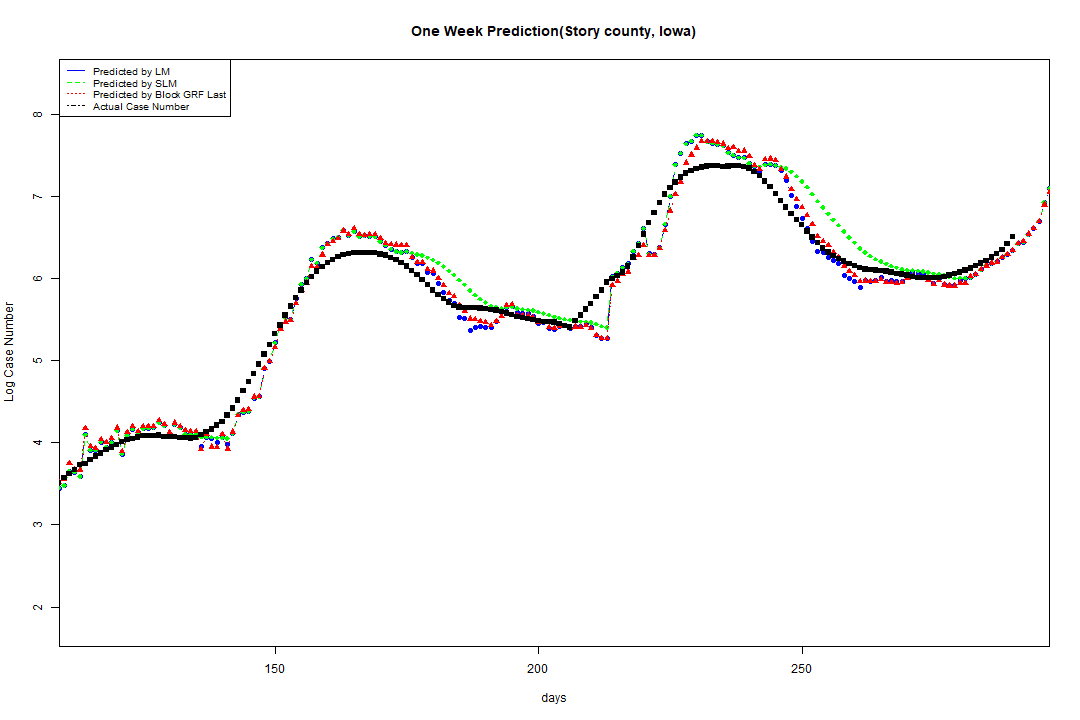 One Week Prediction(Story county, Iowa)
Predicted by LM
Predicted by SLM
Predicted by Block GRF Last
Actual Case Number
8
7
6
5
4
3
2
Log Case Number
150
200
250
days